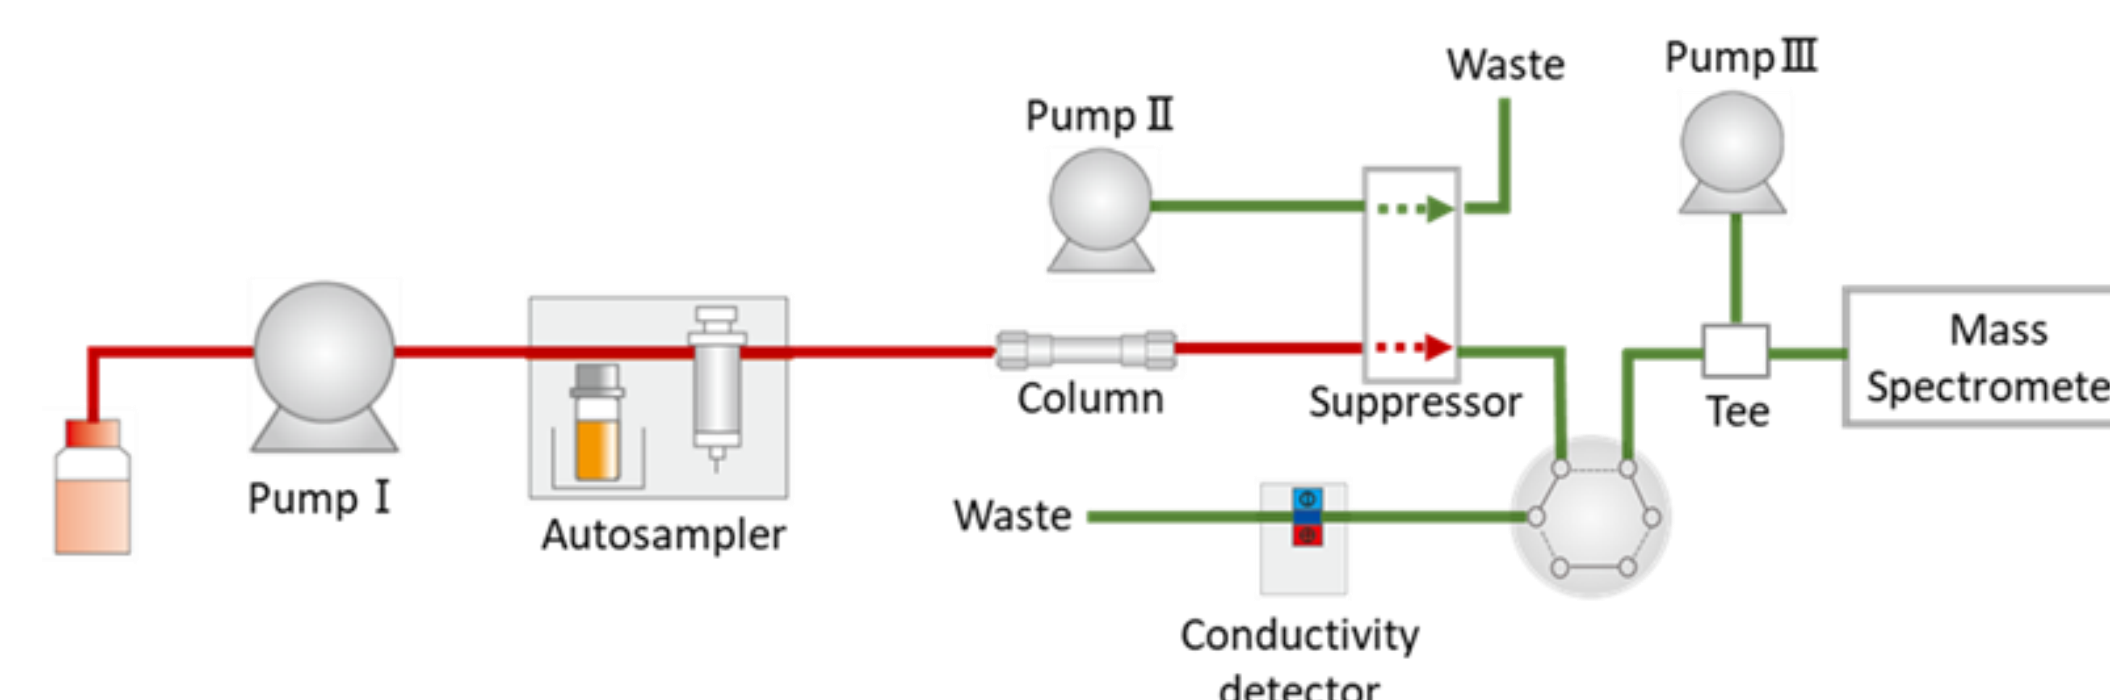 Waste
Pump Ⅲ
Pump Ⅱ
Mass
Spectromete
Column
Suppressor
Tee
Pump Ⅰ
Autosampler
Waste
Conductivity
detector